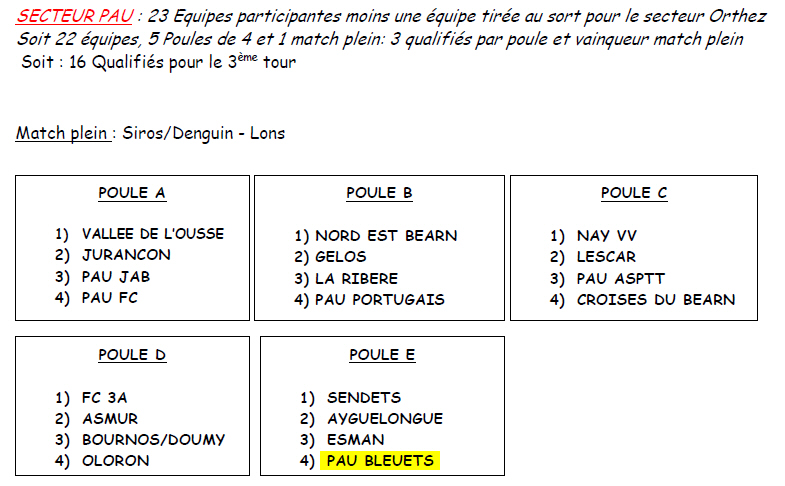 SECTEUR PAU : 23 Equipes participantes moins une équipe tirée au sort pour le secteur Orthez
Soit 22 équipes, 5 Poules de 4 et 1 match plein: 3 qualifiés par poule et vainqueur match plein
Soit : 16 Qualifiés pour le 3ème tour
Match plein : Siros/Denguin - Lons
POULE A
1) VALLEE DE L'OUSSE
2) JURANCON
3) PAU JAB
4) PAU FC
POULE B
1) NORD EST BEARN
2) GELOS
3) LA RIBERE
4) PAU PORTUGAIS
POULE C
1) NAY VV
2) LESCAR
3) PAU ASPTT
4) CROISES DU BEARN
POULE D
1) FC 3A
2) ASMUR
3) BOURNOS/DOUMY
4) OLORON
POULE E
1) SENDETS
2) AYGUELONGUE
3) ESMAN
4) PAU BLEUETS